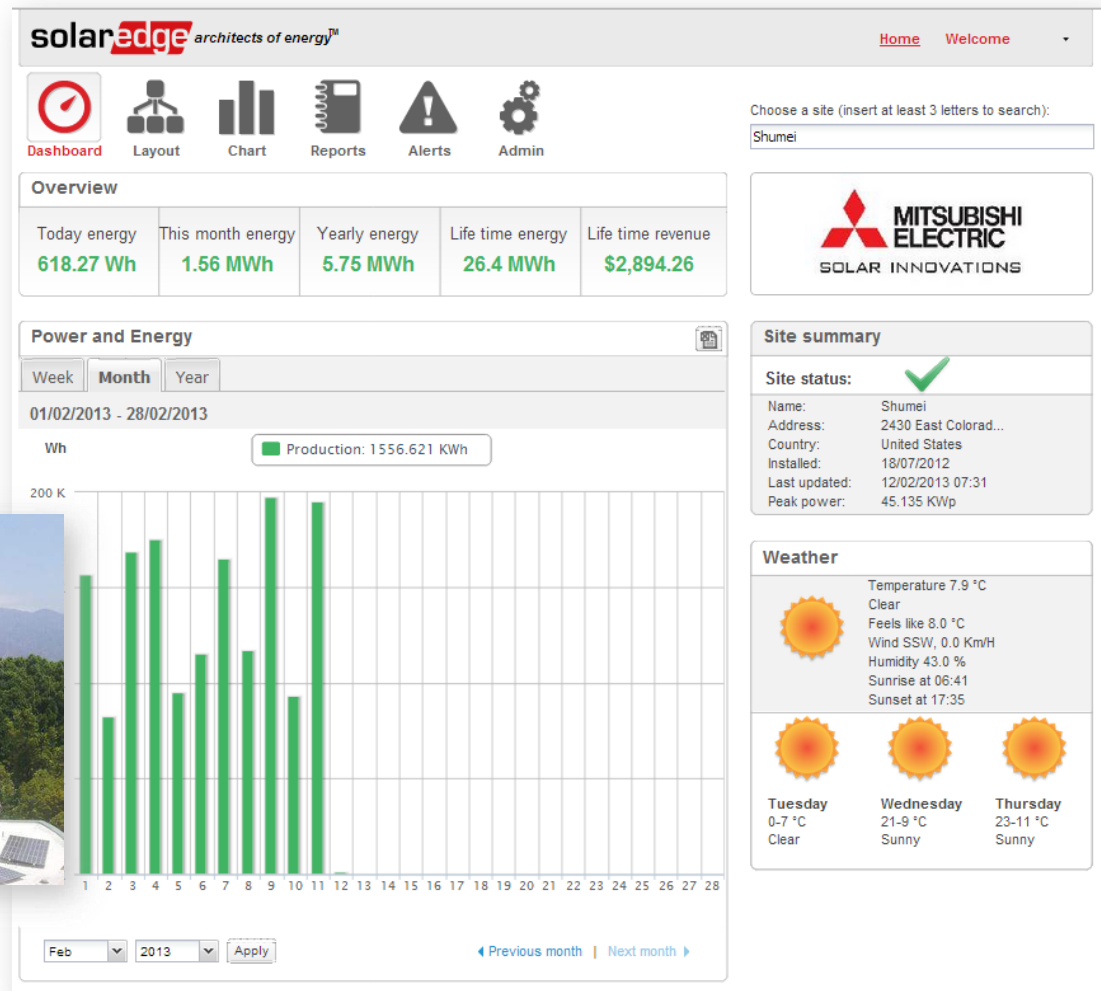 solaredge architects of energy™
Home Welcome
Dashboard Layout Chart Reports Alerts Admin
Choose a site (insert at least 3 letters to search):
Shumei
Overview
Today energy This month energy Yearly energy Life time energy Life time revenue
618.27 Wh 1.56 MWh 5.75 MWh 26.4 MWh $2,894.26
MITSUBISHI
ELECTRIC
SOLAR INNOVATIONS
Power and Energy
Week Month Year
01/02/2013 - 28/02/2013
Wh
Production: 1556.621 KWh
200 K
1 2 3 4 5 6 7 8 9 10 11 12 13 14 15 16 17 18 19 20 21 22 23 24 25 26 27 28
Feb 2013 Apply Previous month | Next month
Site summary
Site status:
Name: Shumei
Address: 2430 East Colorad...
Country: United States
Installed: 18/07/2012
Last updated: 12/02/2013 07:31
Peak power: 45.135 KWp
Weather
Temperature 7.9 °C
Clear
Feels like 8.0 °C
Wind SSW, 0.0 Km/H
Humidity 43.0 %
Sunrise at 06:41
Sunset at 17:35
Tuesday Wednesday Thursday
0-7 °C 21-9 °C 23-11 °C
Clear Sunny Sunny